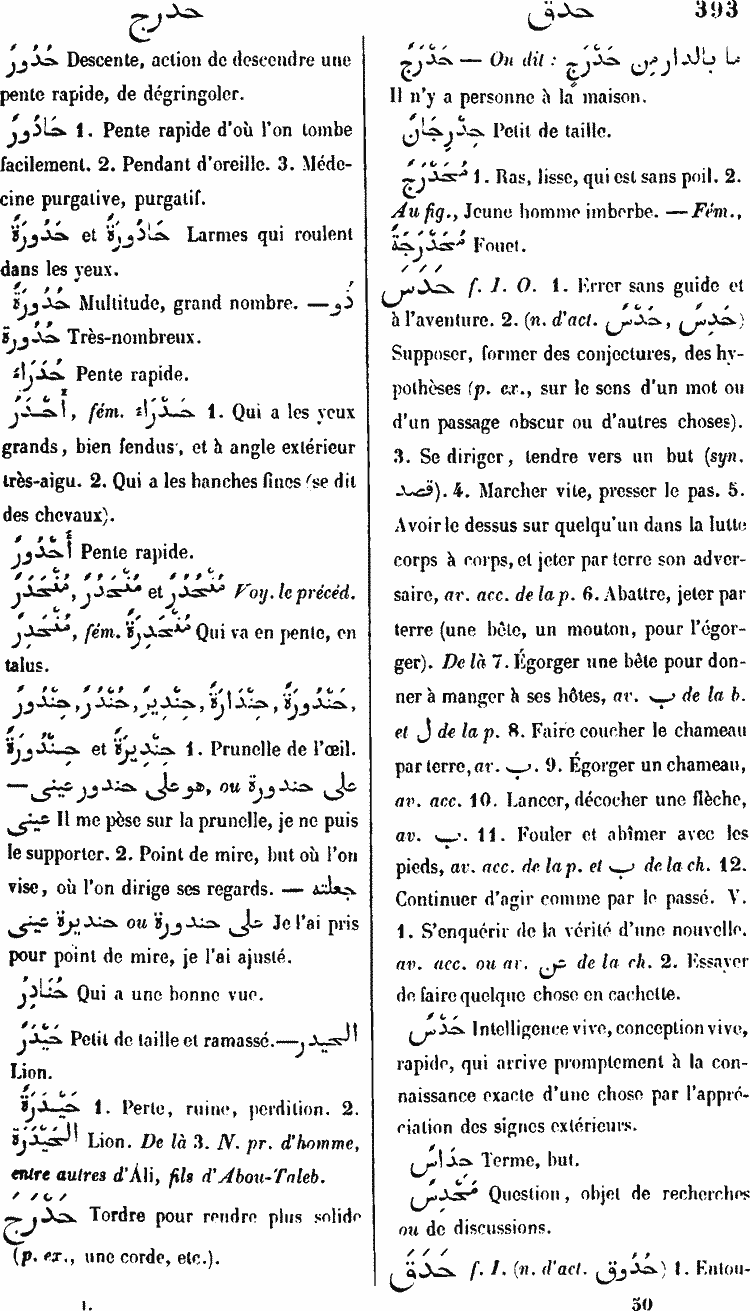 حدرج
حدق
393
حُدُورٌ Descente, action de descendre une
pente rapide, de dégringoler.
حَادُورٌ 1. Pente rapide d'où l'on tombe
facilement. 2. Pendant d'oreille. 3. Méde-
cine purgative, purgatif.
حَدُورَةٌ et حَادُورَةٌ Larmes qui roulent
dans les yeux.
حُدُورَةٌ Multitude, grand nombre. — ذُو
حُدُورة Très-nombreux.
حَدْرَاءُ Pente rapide.
أَحْدَرُ, fém. حَدْرَاءُ 1. Qui a les yeux
grands, bien fendus, et à angle extérieur
très-aigu. 2. Qui a les hanches fines (se dit
des chevaux).
أُحْدُورٌ Pente rapide.
مُنْحَدَرٌ, مُنْحَدُرٌ et مُنْحَدِرٌ Voy. le précéd.
مُنْحَدِرٌ, fém. مُنْحَدِرَةٌ Qui va en pente, en
talus.
حَنْدُورَةٌ, حِنْدَارَةٌ, حِنْدِيرٌ, حُنْدُرٌ, حِنْدُورٌ,
حِنْدُورَةٌ et حِنْدِيرَةٌ 1. Prunelle de l'œil.
— هو على حندور عينى, ou على حندورة
عينى Il me pèse sur la prunelle, je ne puis
le supporter. 2. Point de mire, but où l'on
vise, où l'on dirige ses regards. — جعلته
على حندورة ou حنديرة عينى Je l'ai pris
pour point de mire, je l'ai ajusté.
حُنَادِرٌ Qui a une bonne vue.
حَيْدَرٌ Petit de taille et ramassé. — الحيدر
Lion.
حَيْدَرَةٌ 1. Perte, ruine, perdition. 2.
الحَيْدَرَة Lion. De là 3. N. pr. d'homme,
entre autres d'Ali, fils d'Abou-Taleb.
حَدْرَجَ Tordre pour rendre plus solide
(p. ex., une corde, etc.).
1.
حَدْرَجٌ — On dit : ما بالدار مِن حَدْرَجٍ
Il n'y a personne à la maison.
حِدْرِجَانٌ Petit de taille.
مُحَدْرَجٌ 1. Ras, lisse, qui est sans poil. 2.
Au fig., Jeune homme imberbe. — Fém.,
مُحَدْرَجَةٌ Fouet.
حَدَسَ f. I. O. 1. Errer sans guide et
à l'aventure. 2. (n. d'act. حَدْسٌ, حَدِسٌ)
Supposer, former des conjectures, des hy-
pothèses (p. ex., sur le sens d'un mot ou
d'un passage obscur ou d'autres choses).
3. Se diriger, tendre vers un but (syn.
قصد). 4. Marcher vite, presser le pas. 5.
Avoir le dessus sur quelqu'un dans la lutte
corps à corps, et jeter par terre son adver-
saire, av. acc. de la p. 6. Abattre, jeter par
terre (une bête, un mouton, pour l'égor-
ger). De là 7. Égorger une bête pour don-
ner à manger à ses hôtes, av. ب de la b.
et ل de la p. 8. Faire coucher le chameau
par terre, av. ب. 9. Égorger un chameau,
av. acc. 10. Lancer, décocher une flèche,
av. ب. 11. Fouler et abîmer avec les
pieds, av. acc. de la p. et ب de la ch. 12.
Continuer d'agir comme par le passé. V.
1. S'enquérir de la vérité d'une nouvelle,
av. acc. ou av. عن de la ch. 2. Essayer
de faire quelque chose en cachette.
حَدْسٌ Intelligence vive, conception vive,
rapide, qui arrive promptement à la con-
naissance exacte d'une chose par l'appré-
ciation des signes extérieurs.
حِدَاسٌ Terme, but.
مَحْدِسٌ Question, objet de recherches
ou de discussions.
حَدَقَ f. I. (n. d'act. حُدُوق) 1. Entou-
50